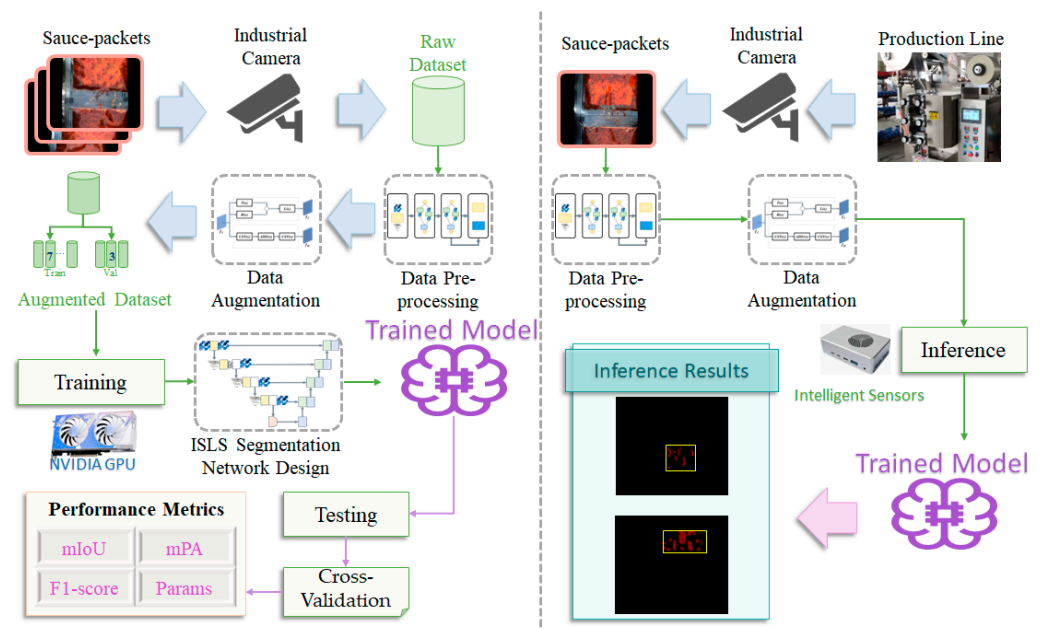 Sauce-packets
Industrial
Camera
Raw
Dataset
Data Pre-
processing
Data
Augmentation
7
...
3
Train
Val
Augmented Dataset
Training
NVIDIA GPU
ISLS Segmentation
Network Design
Trained Model
Testing
Cross-
Validation
Performance Metrics
mIoU
mPA
F1-score
Params
Sauce-packets
Industrial
Camera
Production Line
Data Pre-
processing
Data
Augmentation
Inference
Intelligent Sensors
Trained Model
Inference Results